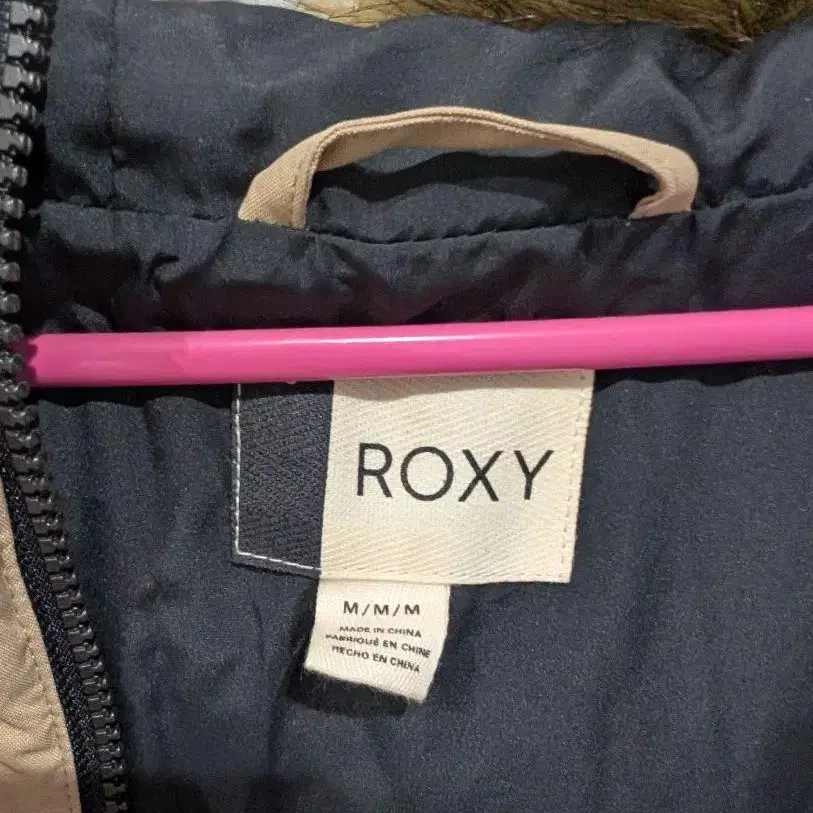 ROXY
M/M/M
MADE IN CHINA
FABRIQUÉ EN CHINE
HECHO EN CHINA